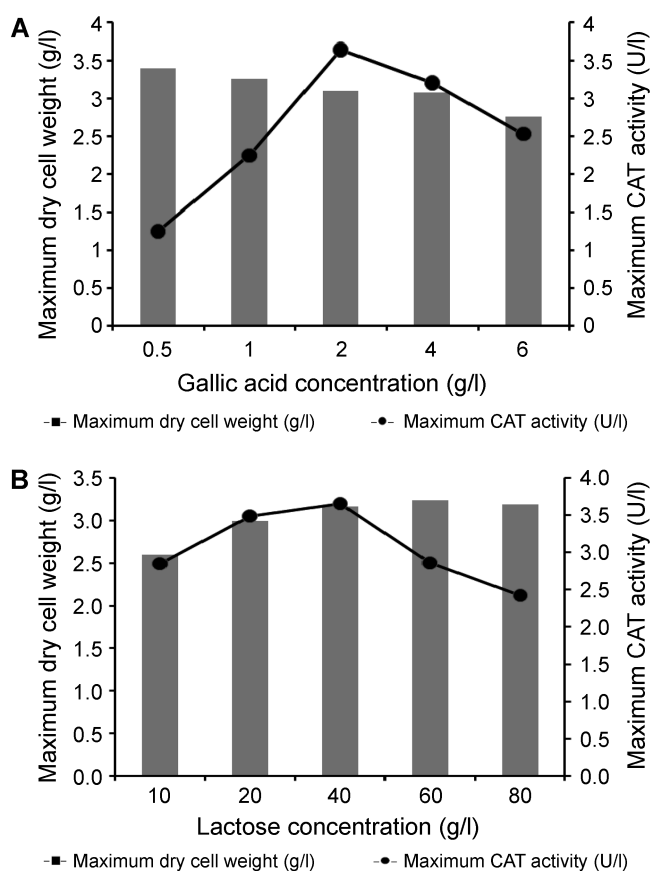 A
Maximum dry cell weight (g/l)
4
3.5
3
2.5
2
1.5
1
0.5
0
4
3.5
3
2.5
2
1.5
1
0.5
0
Maximum CAT activity (U/l)
0.5 1 2 4 6
Gallic acid concentration (g/l)
Maximum dry cell weight (g/l) Maximum CAT activity (U/l)
B
Maximum dry cell weight (g/l)
3.5
3.0
2.5
2.0
1.5
1.0
0.5
0.0
4.0
3.5
3.0
2.5
2.0
1.5
1.0
0.5
0.0
Maximum CAT activity (U/l)
10 20 40 60 80
Lactose concentration (g/l)
Maximum dry cell weight (g/l) Maximum CAT activity (U/l)